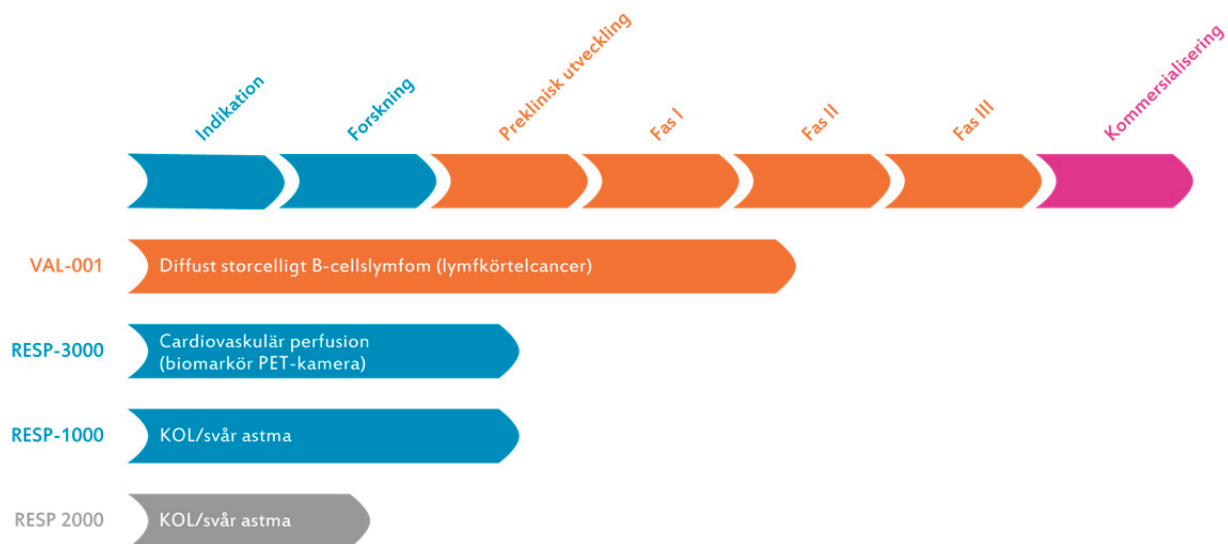 Indikation
Forskning
Preklinisk utveckling
Fas I
Fas II
Fas III
Kommersialisering
VAL-001
Diffust storcelligt B-cellslymfom (lymfkörtelcancer)
RESP-3000
Cardiovaskulär perfusion
(biomarkör PET-kamera)
RESP-1000
KOL/svår astma
RESP 2000
KOL/svår astma